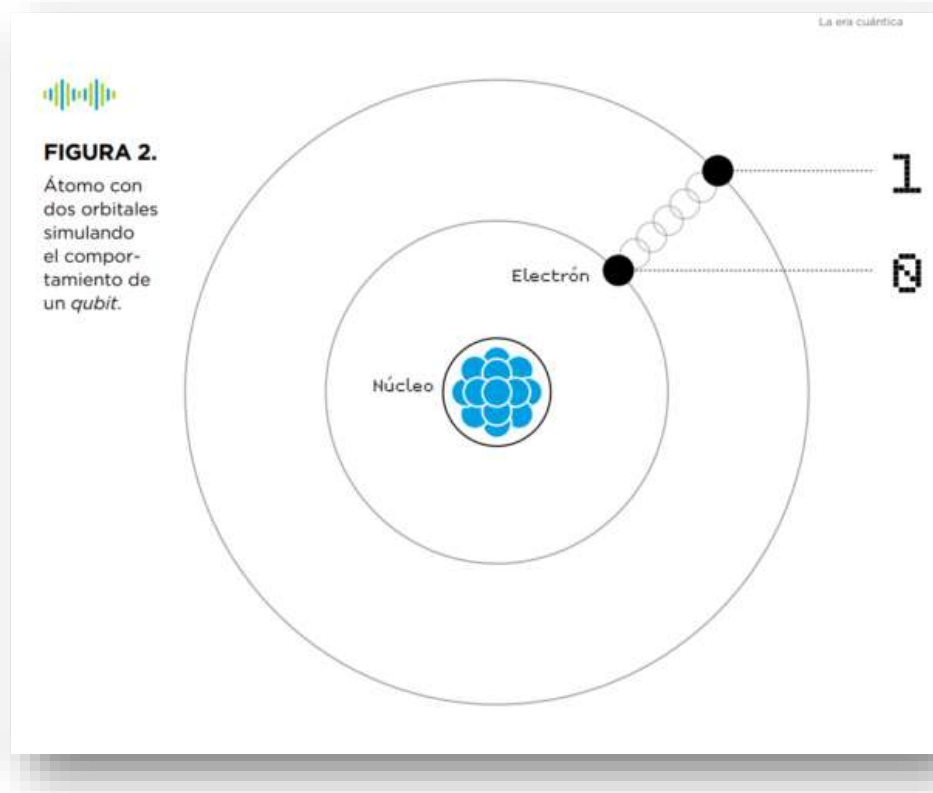 La era cuántica
FIGURA 2.
Átomo con
dos orbitales
simulando
el compor-
tamiento de
un qubit.
1
Electrón
0
Núcleo